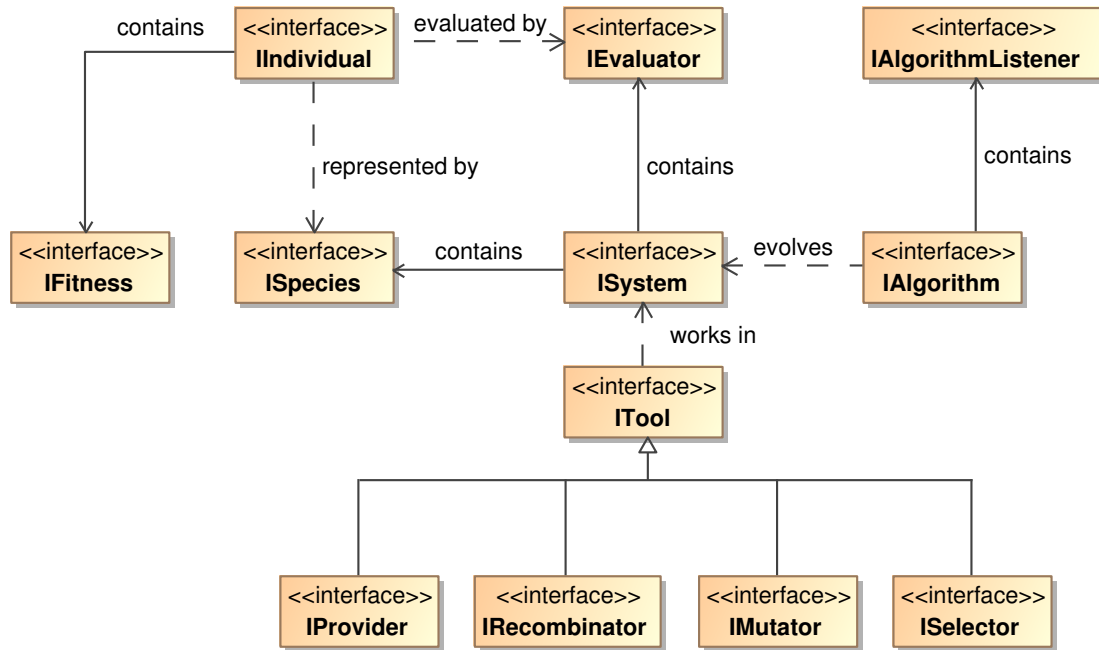 contains
<<interface>>
IIndividual
evaluated by
<<interface>>
IEvaluator
<<interface>>
IAlgorithmListener
represented by
contains
contains
<<interface>>
IFitness
<<interface>>
ISpecies
contains
<<interface>>
ISystem
evolves
<<interface>>
IAlgorithm
works in
<<interface>>
ITool
<<interface>>
IProvider
<<interface>>
IRecombinator
<<interface>>
IMutator
<<interface>>
ISelector